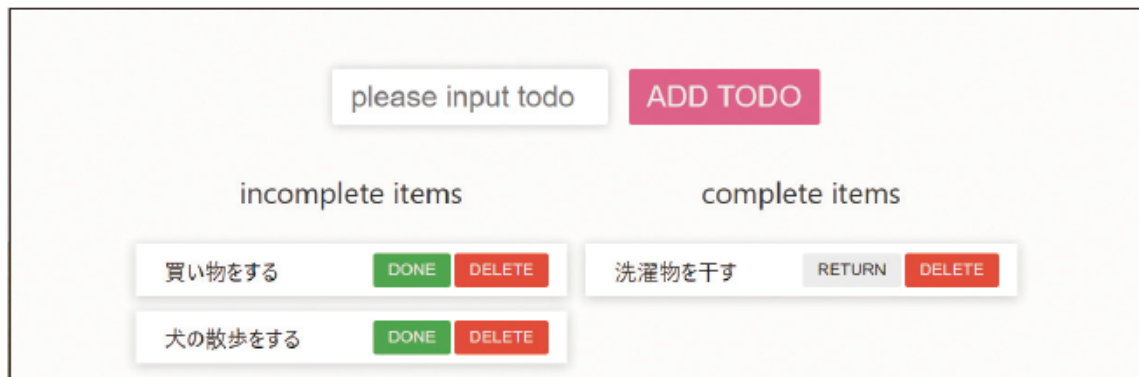 please input todo ADD TODO
incomplete items
買い物をする DONE DELETE
犬の散歩をする DONE DELETE
complete items
洗濯物を干す RETURN DELETE